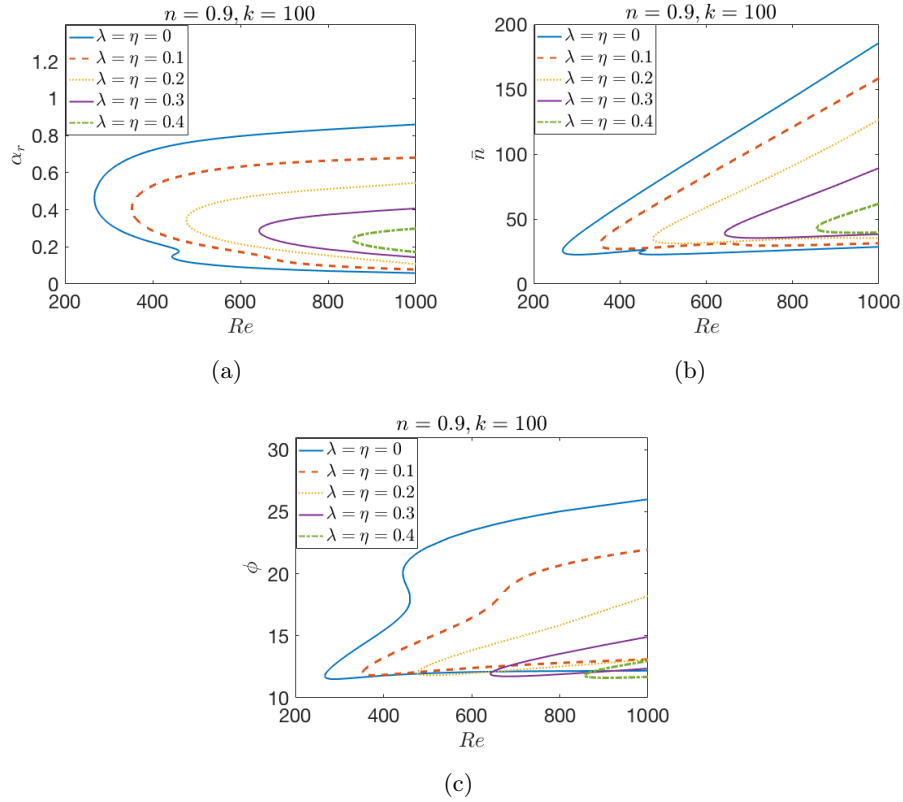 n = 0.9, k = 100
λ = η = 0
λ = η = 0.1
λ = η = 0.2
λ = η = 0.3
λ = η = 0.4
α_r
0 0.2 0.4 0.6 0.8 1 1.2
200 400 600 800 1000
Re
(a)
n = 0.9, k = 100
λ = η = 0
λ = η = 0.1
λ = η = 0.2
λ = η = 0.3
λ = η = 0.4
n̄
0 50 100 150 200
200 400 600 800 1000
Re
(b)
n = 0.9, k = 100
λ = η = 0
λ = η = 0.1
λ = η = 0.2
λ = η = 0.3
λ = η = 0.4
ϕ
10 15 20 25 30
200 400 600 800 1000
Re
(c)